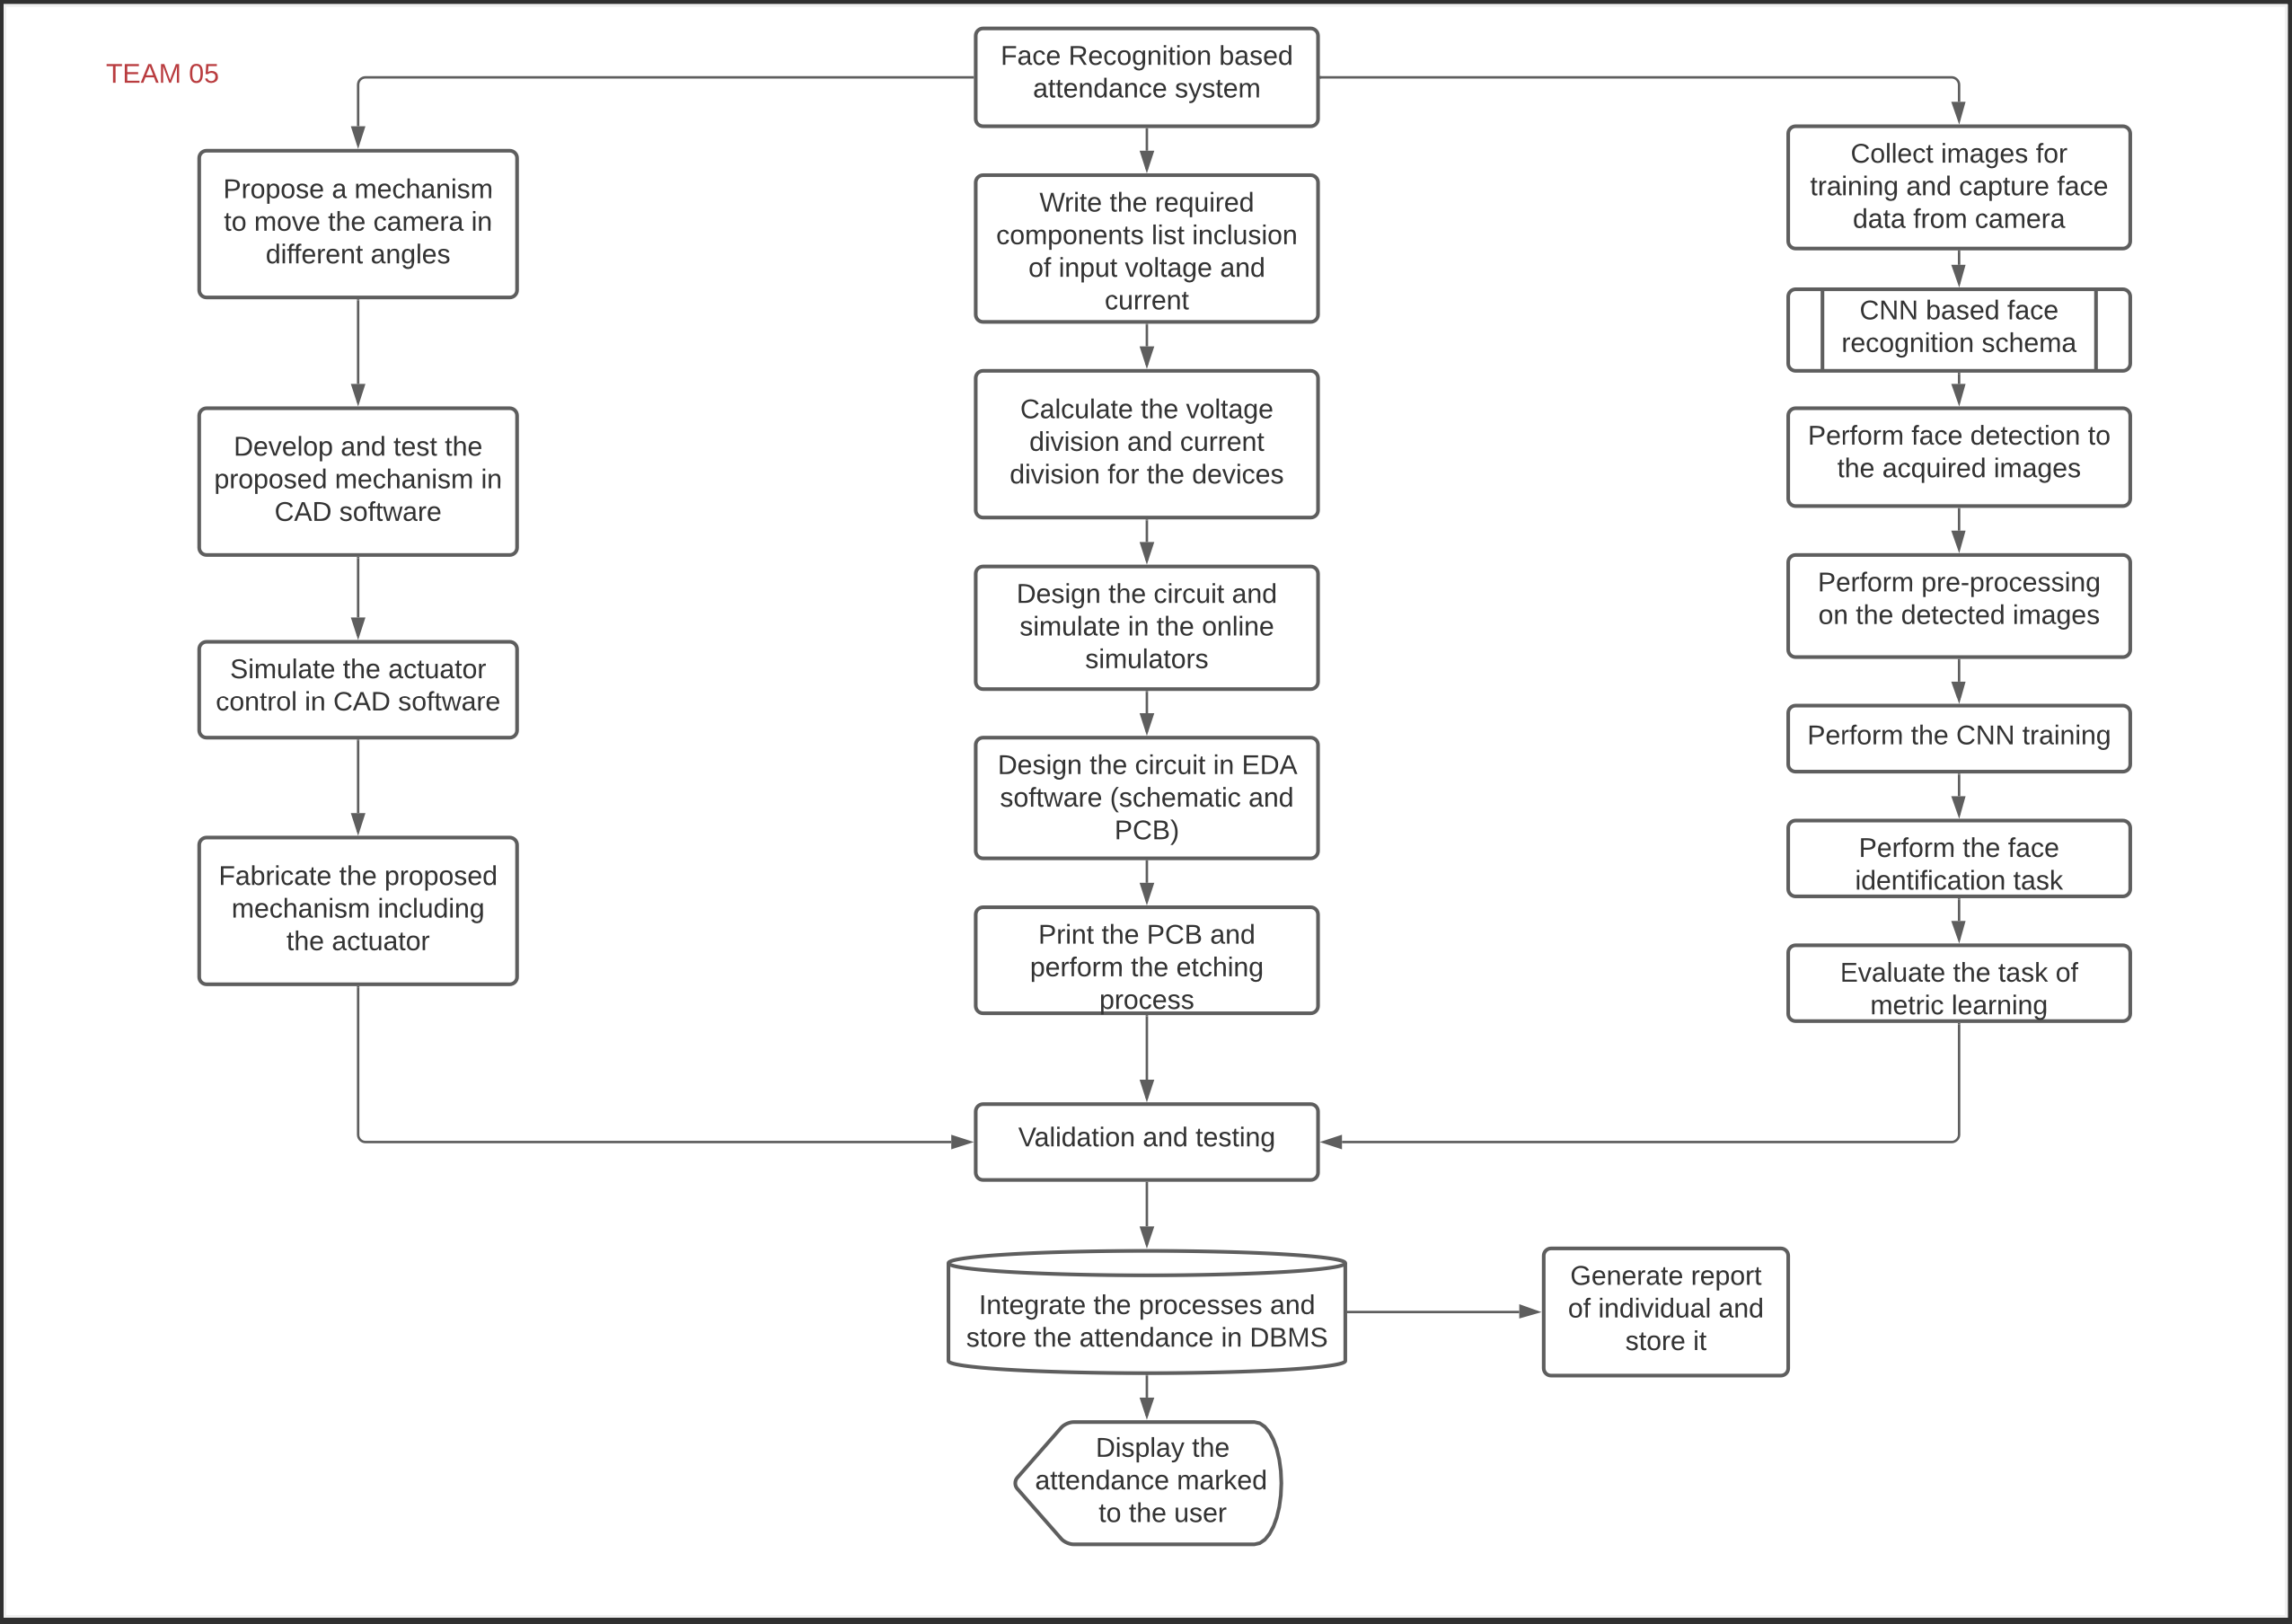 TEAM 05
Face Recognition based
attendance system
Propose a mechanism
to move the camera in
different angles
Develop and test the
proposed mechanism in
CAD software
Simulate the actuator
control in CAD software
Fabricate the proposed
mechanism including
the actuator
Write the required
components list inclusion
of input voltage and
current
Calculate the voltage
division and current
division for the devices
Design the circuit and
simulate in the online
simulators
Design the circuit in EDA
software (schematic and
PCB)
Print the PCB and
perform the etching
process
Collect images for
training and capture face
data from camera
CNN based face
recognition schema
Perform face detection to
the acquired images
Perform pre-processing
on the detected images
Perform the CNN training
Perform the face
identification task
Evaluate the task of
metric learning
Validation and testing
Integrate the processes and
store the attendance in DBMS
Generate report
of individual and
store it
Display the
attendance marked
to the user